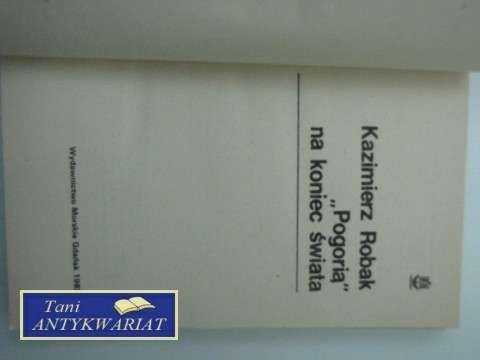 Kazimierz Robak
„Pogorią”
na koniec świata
Wydawnictwo Morskie Gdańsk
Tani
ANTYKWARIAT